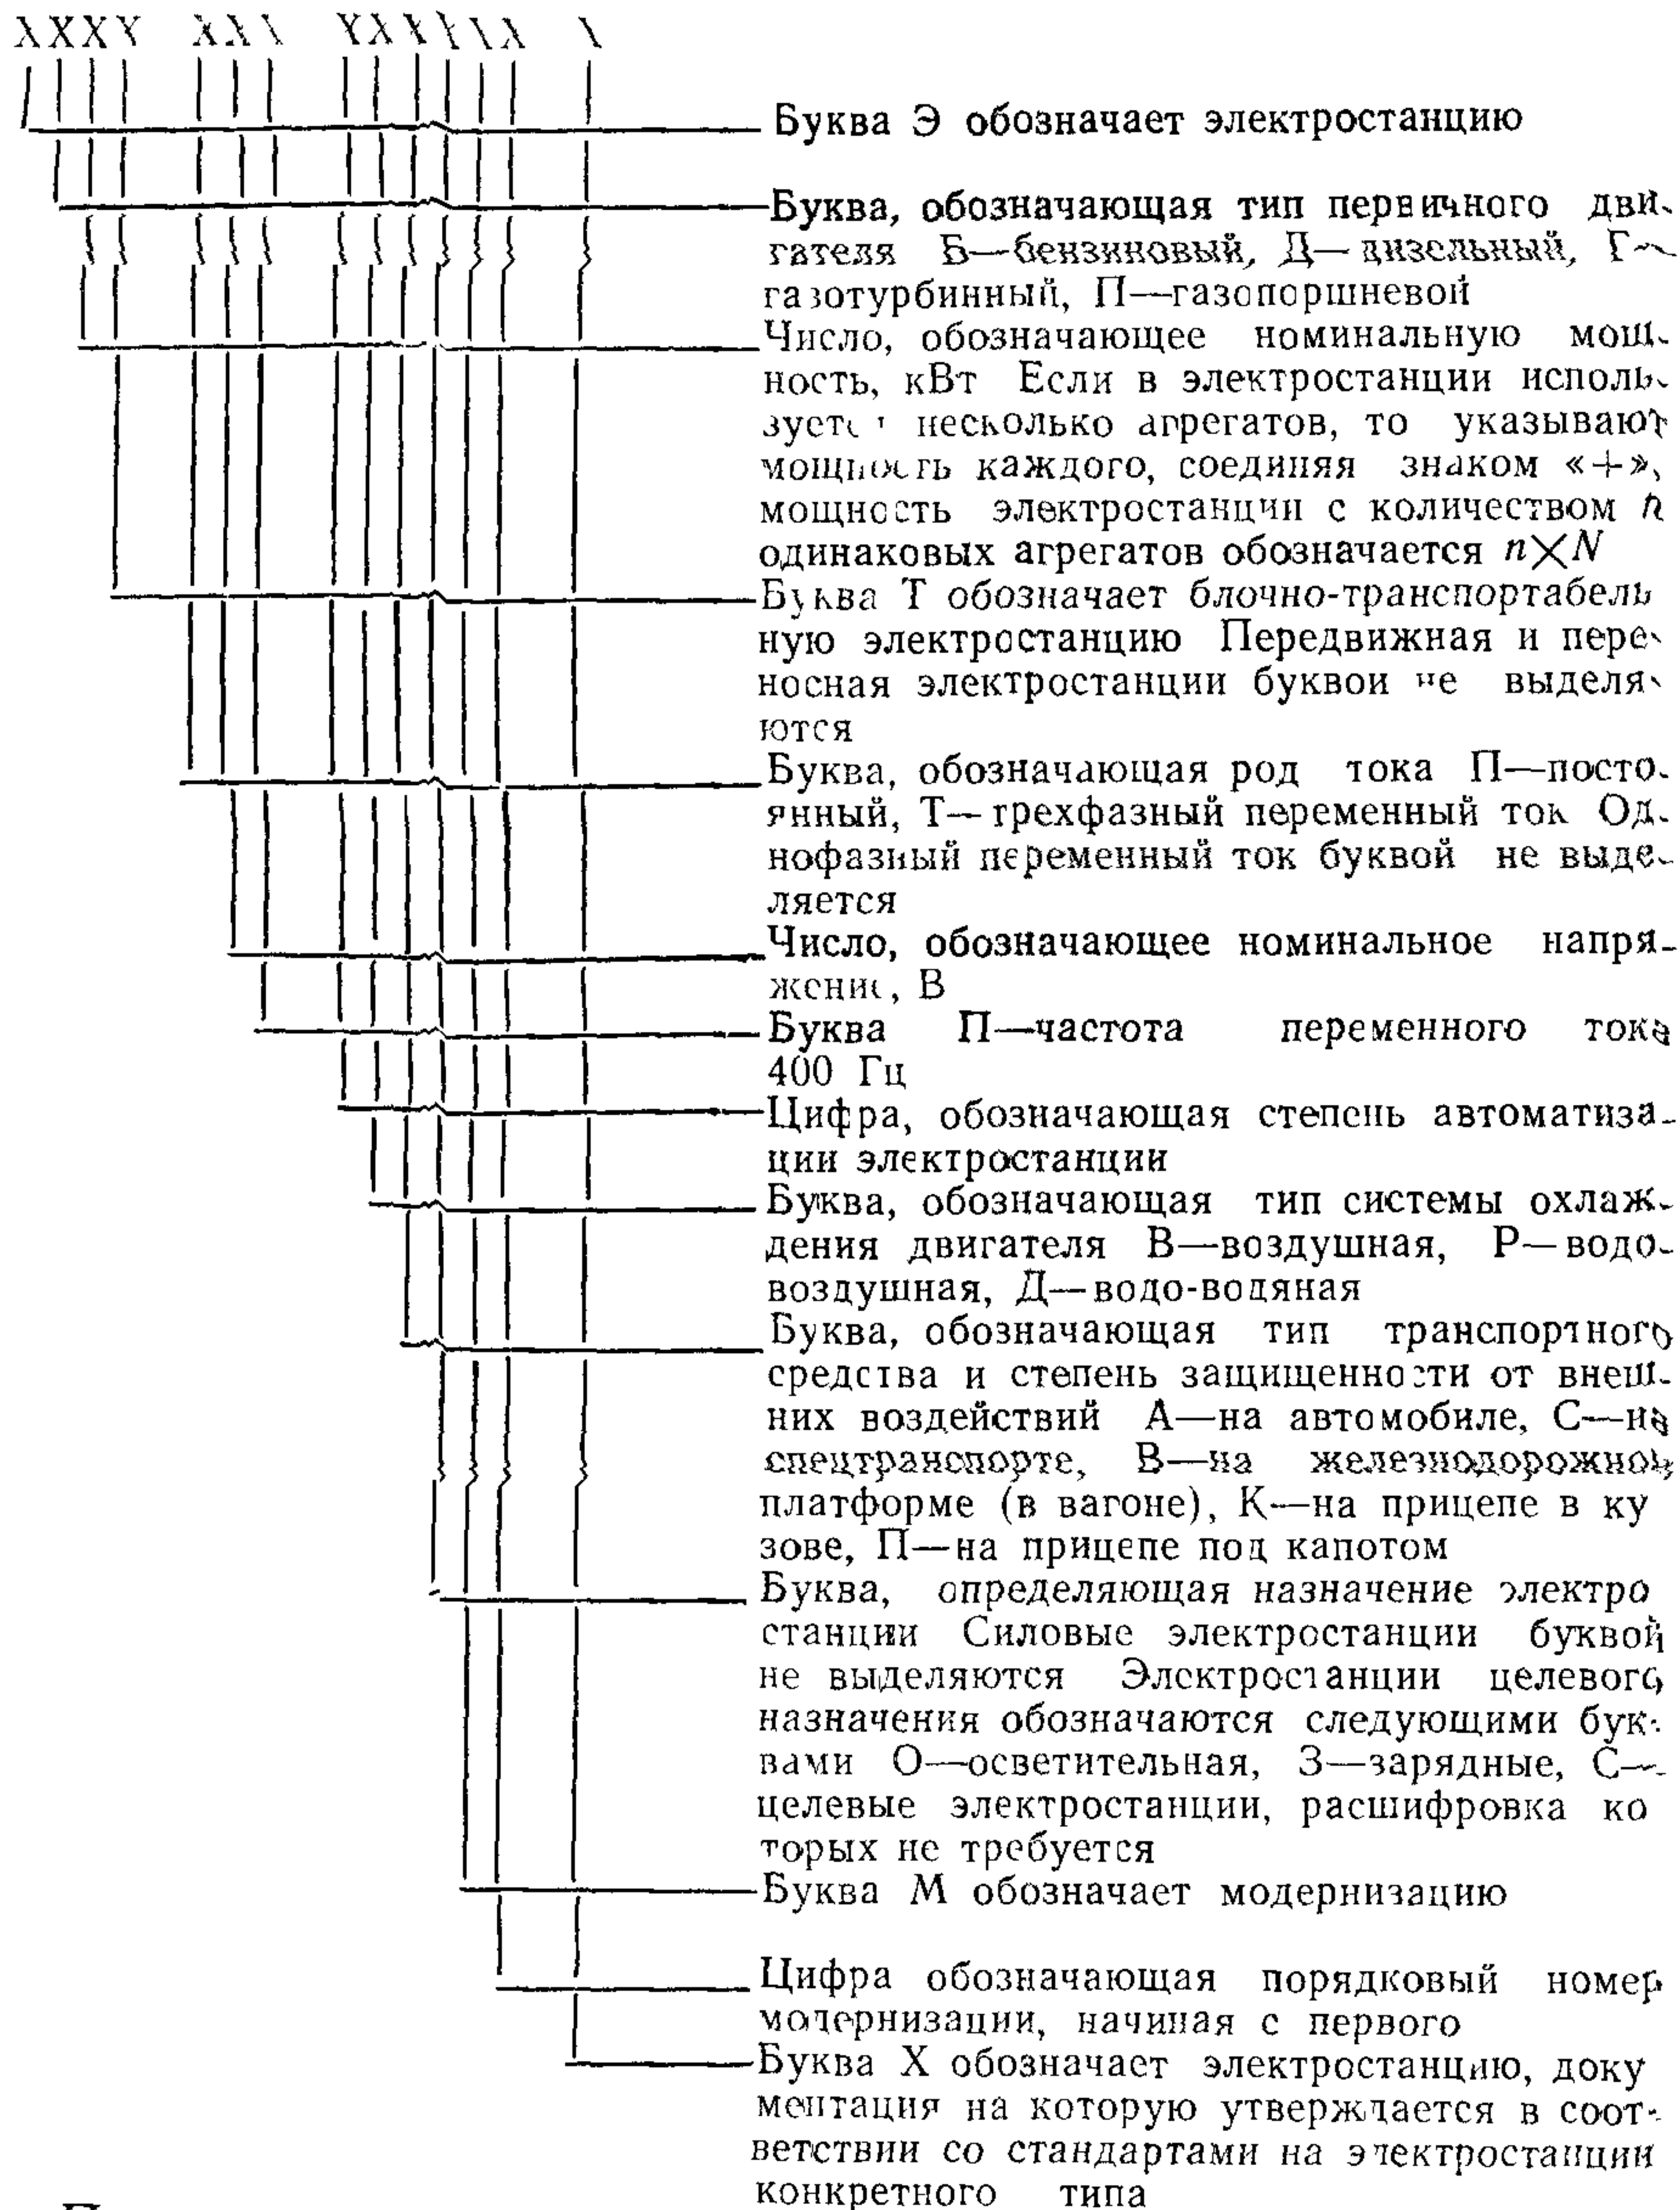 XXXX XXX XXXXXX X
Буква Э обозначает электростанцию
Буква, обозначающая тип первичного дви-
гателя Б—бензиновый, Д—дизельный, Г—
газотурбинный, П—газопоршневой
Число, обозначающее номинальную мощ-
ность, кВт Если в электростанции исполь-
зуется несколько агрегатов, то указывают
мощность каждого, соединяя знаком «+»,
мощность электростанции с количеством n
одинаковых агрегатов обозначается n×N
Буква Т обозначает блочно-транспортабель
ную электростанцию Передвижная и пере-
носная электростанции буквой не выделя-
ются
Буква, обозначающая род тока П—посто-
янный, Т—трехфазный переменный ток Од-
нофазный переменный ток буквой не выде-
ляется
Число, обозначающее номинальное напря-
жение, В
Буква П—частота переменного тока
400 Гц
Цифра, обозначающая степень автоматиза-
ции электростанции
Буква, обозначающая тип системы охлаж-
дения двигателя В—воздушная, Р—водо-
воздушная, Д—водо-водяная
Буква, обозначающая тип транспортного
средства и степень защищенности от внеш-
них воздействий А—на автомобиле, С—на
спецтранспорте, В—на железнодорожной
платформе (в вагоне), К—на прицепе в ку
зове, П—на прицепе под капотом
Буква, определяющая назначение электро
станции Силовые электростанции буквой
не выделяются Электростанции целевого
назначения обозначаются следующими бук-
вами О—осветительная, З—зарядные, С—
целевые электростанции, расшифровка ко
торых не требуется
Буква М обозначает модернизацию
Цифра обозначающая порядковый номер
модернизации, начиная с первого
Буква Х обозначает электростанцию, доку
ментация на которую утверждается в соот-
ветствии со стандартами на электростанции
конкретного типа